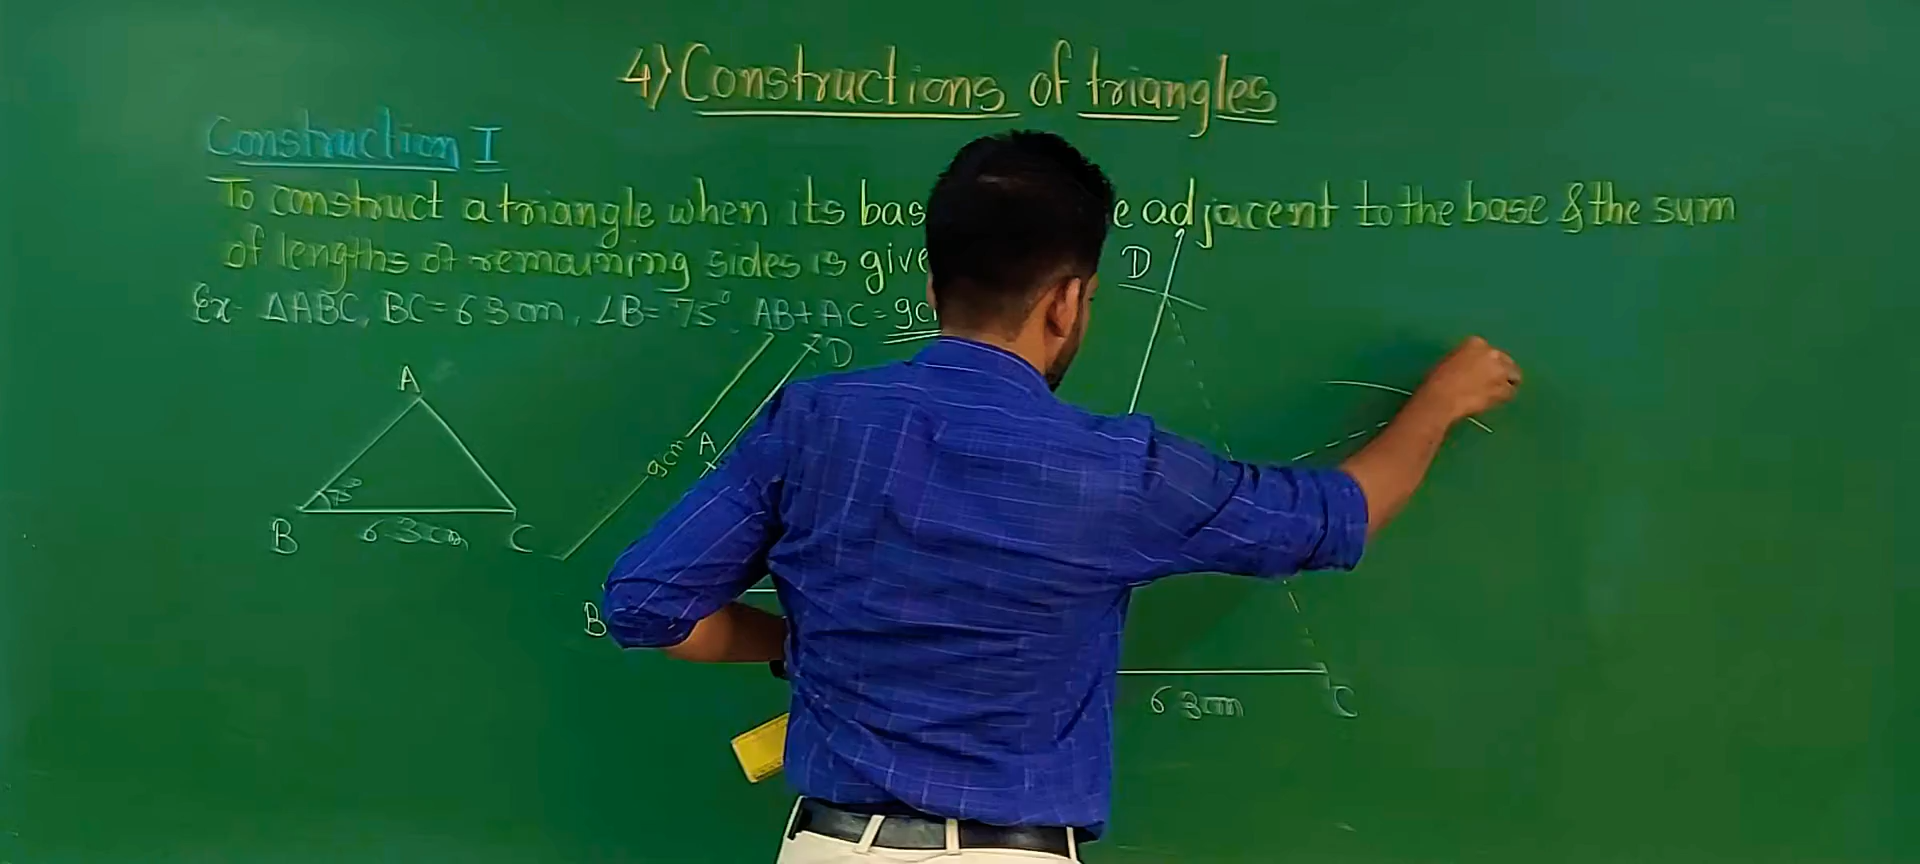 4) Constructions of triangles
Construction I
To construct a triangle when its bas e adjacent to the base & the sum
of lengths of remaining sides is give
Ex- ΔABC, BC=6 3cm, ∠B=75° AB+AC=9c
D
D
A
A
9cm
75°
B
6 3cm
C
B
6 3cm
C